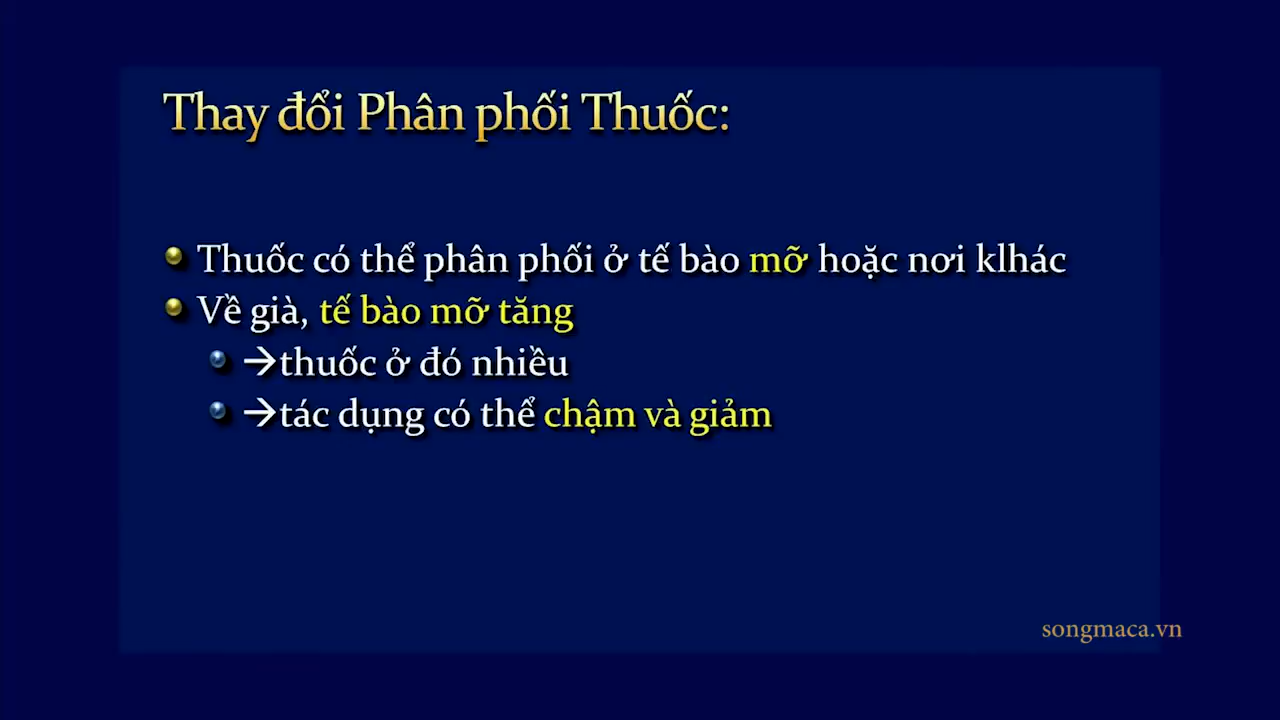 Thay đổi Phân phối Thuốc:
Thuốc có thể phân phối ở tế bào mỡ hoặc nơi klhác
Về già, tế bào mỡ tăng
→thuốc ở đó nhiều
→tác dụng có thể chậm và giảm
songmaca.vn